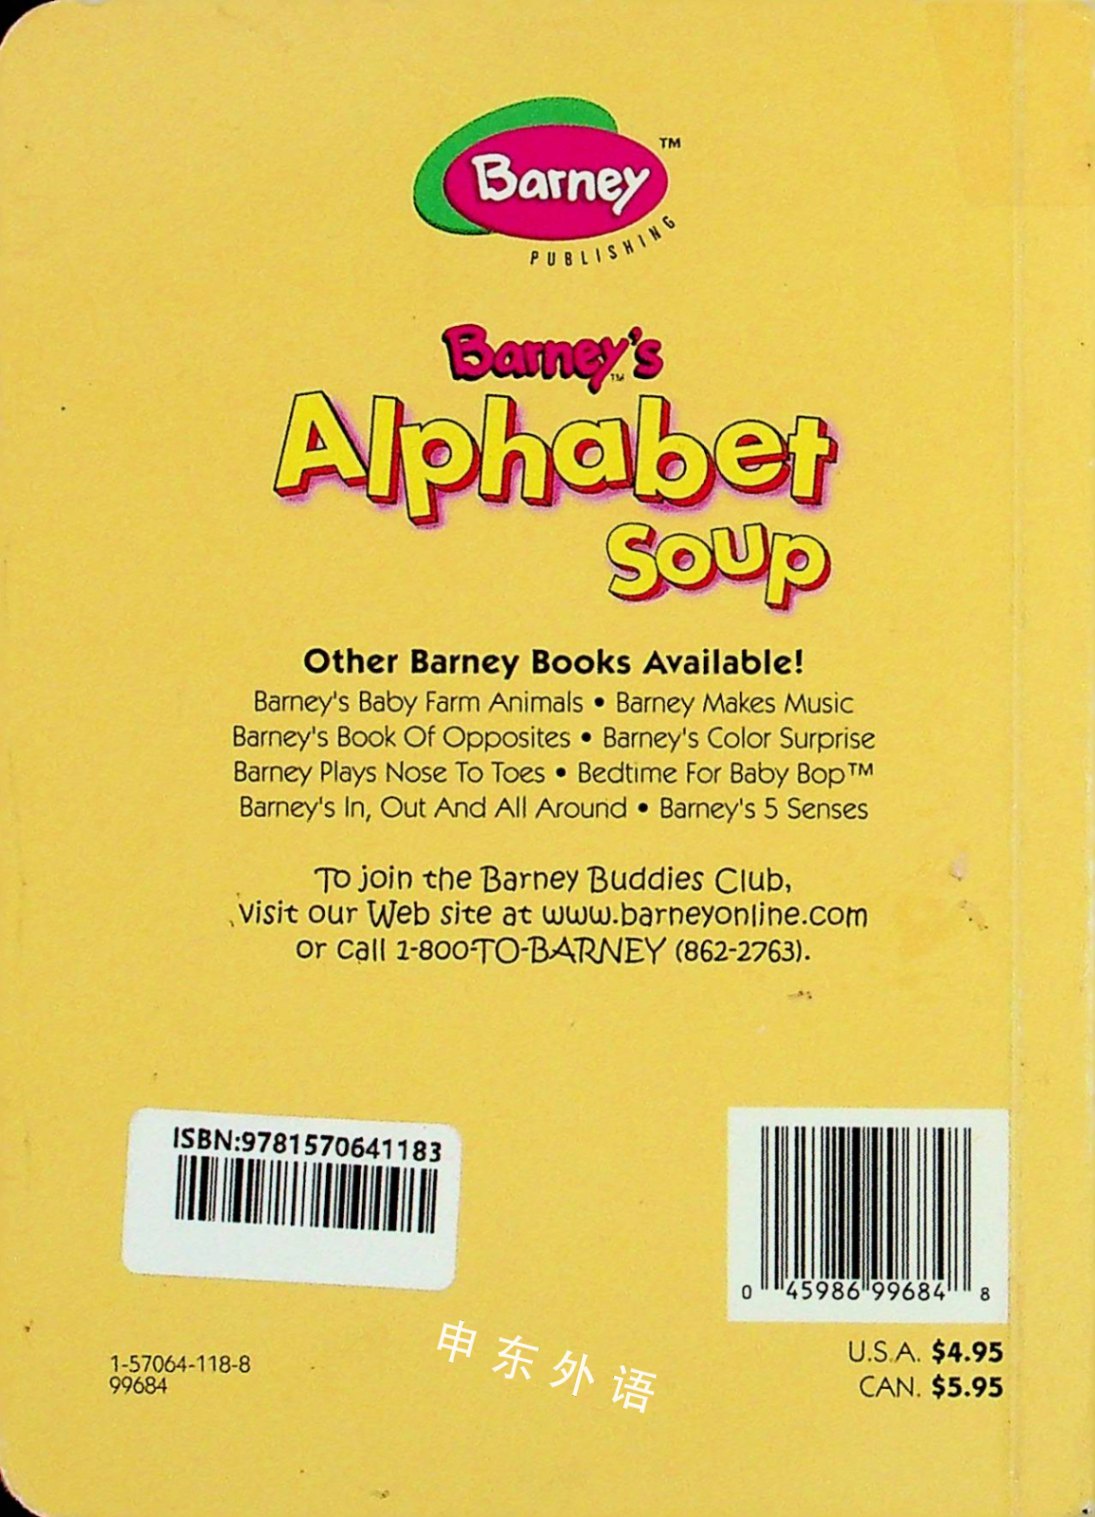 Barney™
PUBLISHING
Barney's™
Alphabet
Soup
Other Barney Books Available!
Barney's Baby Farm Animals • Barney Makes Music
Barney's Book Of Opposites • Barney's Color Surprise
Barney Plays Nose To Toes • Bedtime For Baby Bop™
Barney's In, Out And All Around • Barney's 5 Senses
To join the Barney Buddies Club,
visit our Web site at www.barneyonline.com
or call 1-800-TO-BARNEY (862-2763).
ISBN:9781570641183
0 45986 99684 8
1-57064-118-8
99684
U.S.A. $4.95
CAN. $5.95
申东外语